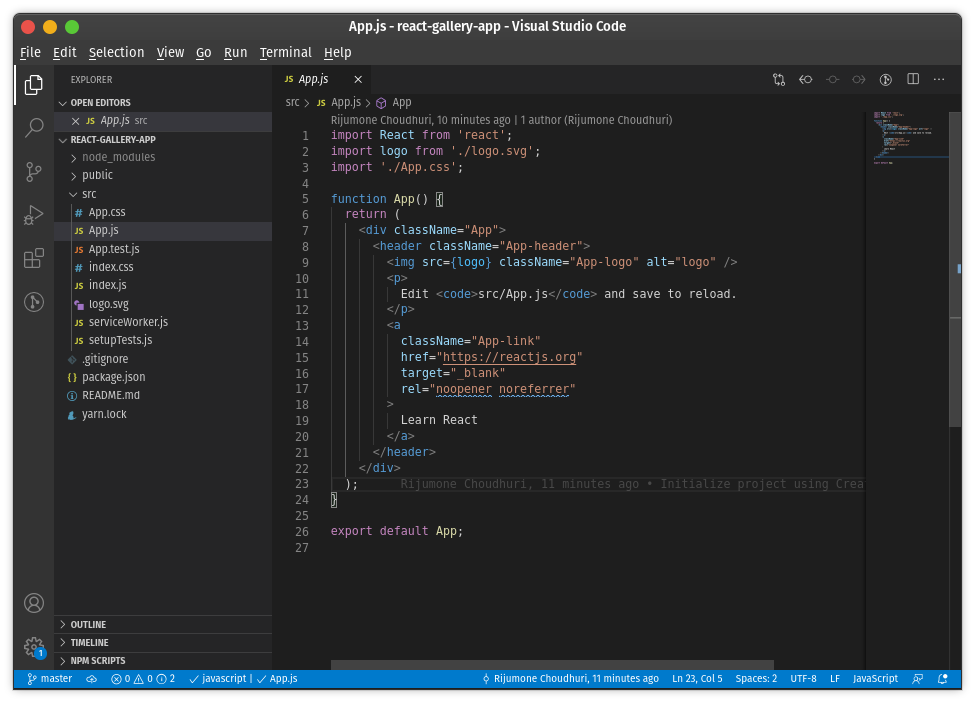 App.js - react-gallery-app - Visual Studio Code
File Edit Selection View Go Run Terminal Help
EXPLORER
OPEN EDITORS
JS App.js src
REACT-GALLERY-APP
node_modules
public
src
# App.css
JS App.js
JS App.test.js
# index.css
JS index.js
logo.svg
JS serviceWorker.js
JS setupTests.js
.gitignore
{} package.json
README.md
yarn.lock
OUTLINE
TIMELINE
NPM SCRIPTS
1
JS App.js
src > JS App.js > App
Rijumone Choudhuri, 10 minutes ago | 1 author (Rijumone Choudhuri)
1 import React from 'react';
2 import logo from './logo.svg';
3 import './App.css';
4
5 function App() {
6 return (
7 <div className="App">
8 <header className="App-header">
9 <img src={logo} className="App-logo" alt="logo" />
10 <p>
11 Edit <code>src/App.js</code> and save to reload.
12 </p>
13 <a
14 className="App-link"
15 href="https://reactjs.org"
16 target="_blank"
17 rel="noopener noreferrer"
18 >
19 Learn React
20 </a>
21 </header>
22 </div>
23 ); Rijumone Choudhuri, 11 minutes ago • Initialize project using Crea
24 }
25
26 export default App;
27
master 0 0 2 javascript | App.js Rijumone Choudhuri, 11 minutes ago Ln 23, Col 5 Spaces: 2 UTF-8 LF JavaScript